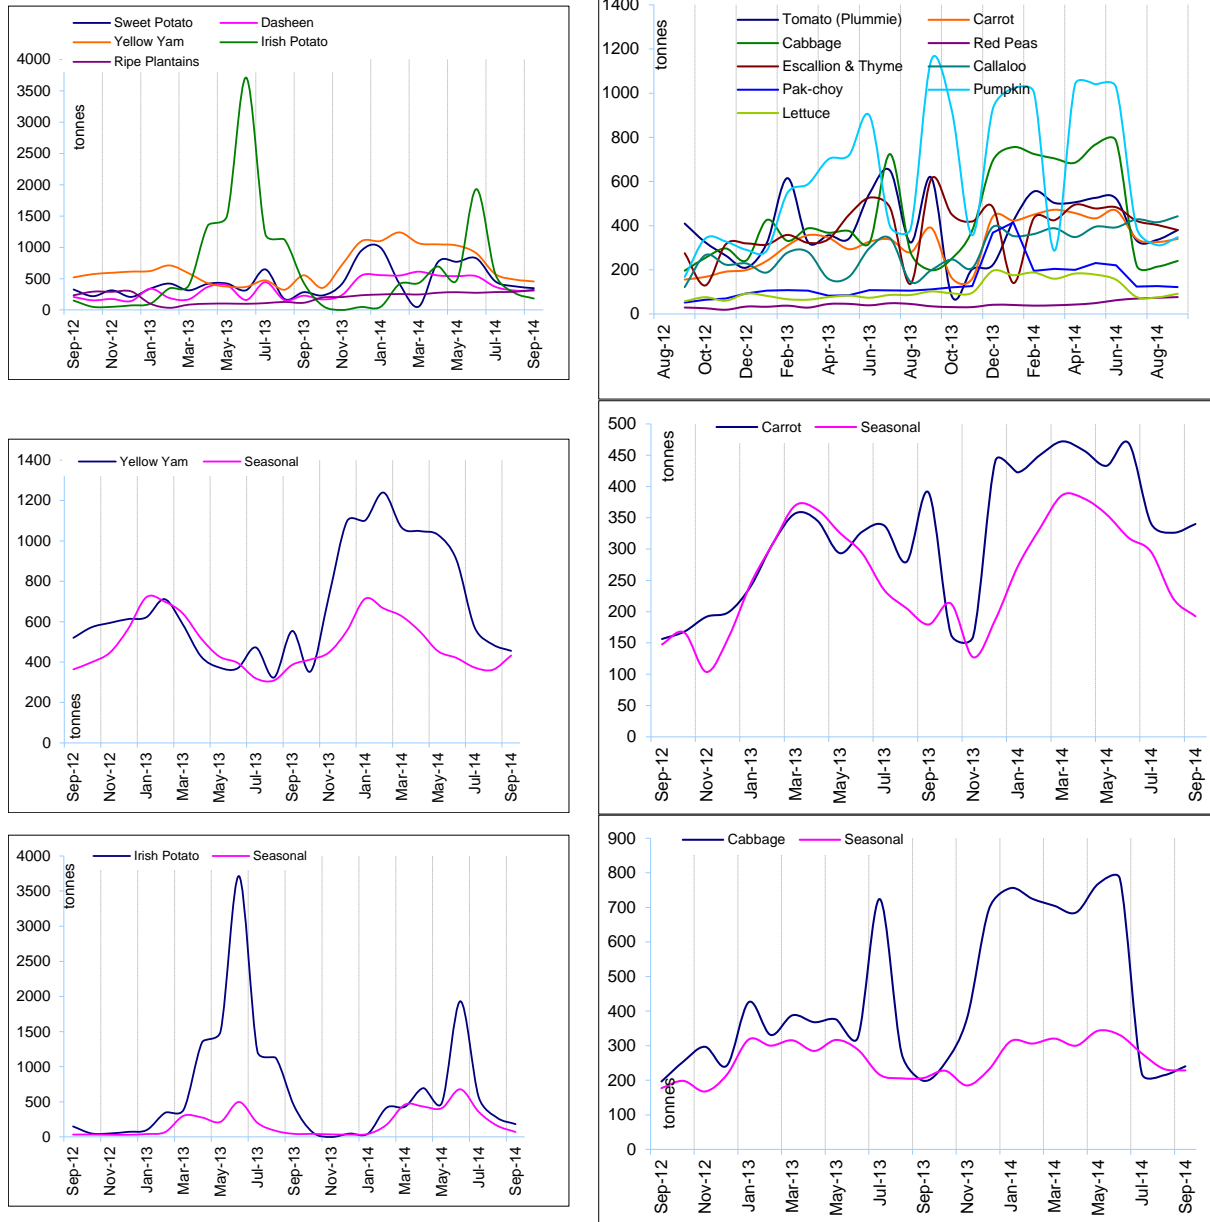 Sweet Potato Dasheen
Yellow Yam Irish Potato
Ripe Plantains
tonnes
4000
3500
3000
2500
2000
1500
1000
500
0
Sep-12 Nov-12 Jan-13 Mar-13 May-13 Jul-13 Sep-13 Nov-13 Jan-14 Mar-14 May-14 Jul-14 Sep-14
Tomato (Plummie) Carrot
Cabbage Red Peas
Escallion & Thyme Callaloo
Pak-choy Pumpkin
Lettuce
tonnes
1400
1200
1000
800
600
400
200
0
Aug-12 Oct-12 Dec-12 Feb-13 Apr-13 Jun-13 Aug-13 Oct-13 Dec-13 Feb-14 Apr-14 Jun-14 Aug-14
Yellow Yam Seasonal
1400
1200
1000
800
600
400
200
0
tonnes
Sep-12 Nov-12 Jan-13 Mar-13 May-13 Jul-13 Sep-13 Nov-13 Jan-14 Mar-14 May-14 Jul-14 Sep-14
Carrot Seasonal
tonnes
500
450
400
350
300
250
200
150
100
50
0
Sep-12 Nov-12 Jan-13 Mar-13 May-13 Jul-13 Sep-13 Nov-13 Jan-14 Mar-14 May-14 Jul-14 Sep-14
Irish Potato Seasonal
tonnes
4000
3500
3000
2500
2000
1500
1000
500
0
Sep-12 Nov-12 Jan-13 Mar-13 May-13 Jul-13 Sep-13 Nov-13 Jan-14 Mar-14 May-14 Jul-14 Sep-14
Cabbage Seasonal
900
800
700
600
500
400
300
200
100
0
tonnes
Sep-12 Nov-12 Jan-13 Mar-13 May-13 Jul-13 Sep-13 Nov-13 Jan-14 Mar-14 May-14 Jul-14 Sep-14